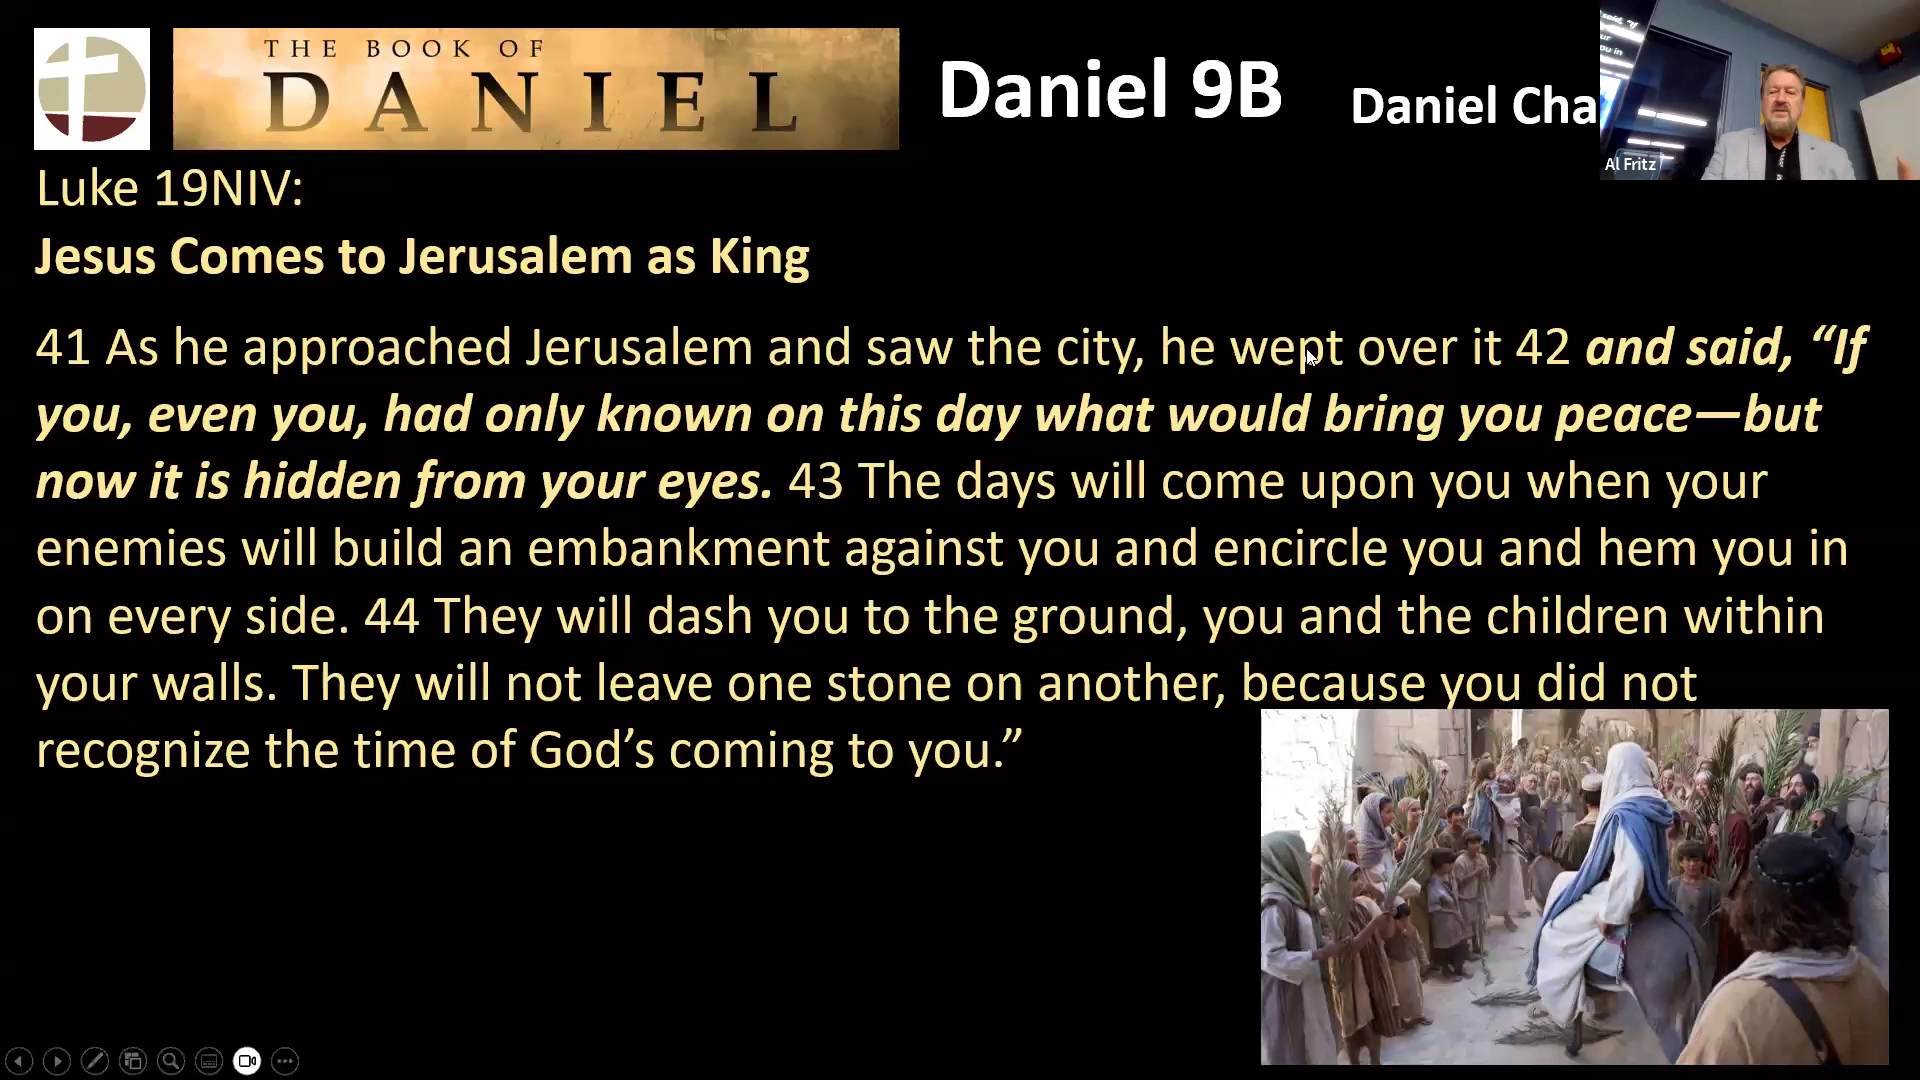 THE BOOK OF
DANIEL
Daniel 9B
Daniel Cha
Al Fritz
Luke 19NIV:
Jesus Comes to Jerusalem as King
41 As he approached Jerusalem and saw the city, he wept over it 42 and said, “If
you, even you, had only known on this day what would bring you peace—but
now it is hidden from your eyes. 43 The days will come upon you when your
enemies will build an embankment against you and encircle you and hem you in
on every side. 44 They will dash you to the ground, you and the children within
your walls. They will not leave one stone on another, because you did not
recognize the time of God’s coming to you.”